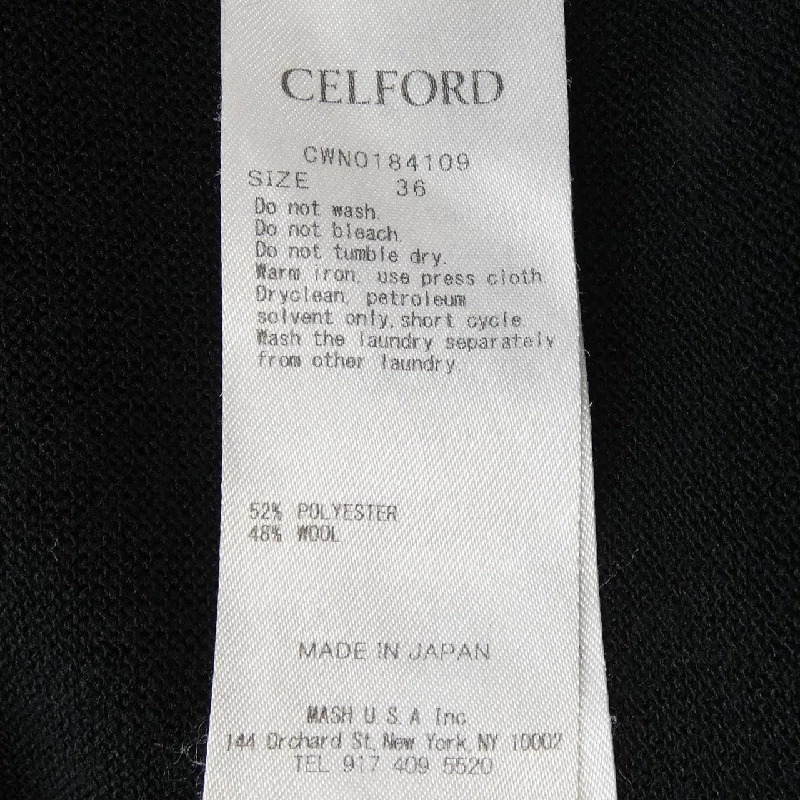 CELFORD
CWNO184109
SIZE 36
Do not wash.
Do not bleach.
Do not tumble dry.
Warm iron, use press cloth
Dryclean, petroleum
solvent only, short cycle
Wash the laundry separately
from other laundry.
52% POLYESTER
48% WOOL
MADE IN JAPAN
MASH U S A Inc
144 Orchard St, New York, NY 10002
TEL 917 409 5520